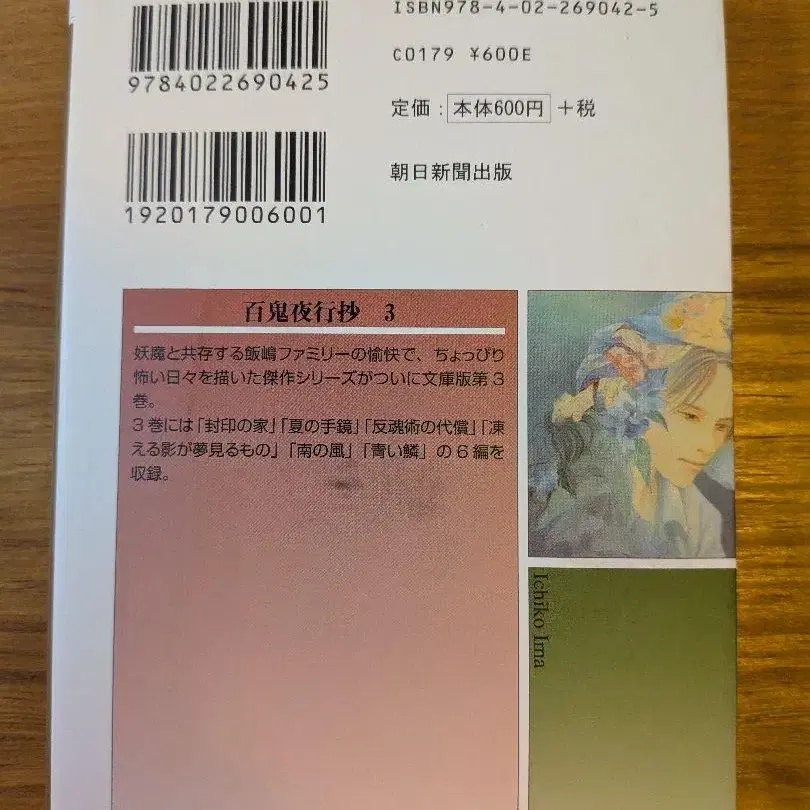 ISBN978-4-02-269042-5
C0179 ¥600E
定価：本体600円＋税
朝日新聞出版
9784022690425
1920179006001
百鬼夜行抄 3
妖魔と共存する飯嶋ファミリーの愉快で、ちょっぴり
怖い日々を描いた傑作シリーズがついに文庫版第3
巻。
3巻には「封印の家」「夏の手鏡」「反魂術の代償」「凍
える影が夢見るもの」「南の風」「青い鱗」の6編を
収録。
Ichiko Ima